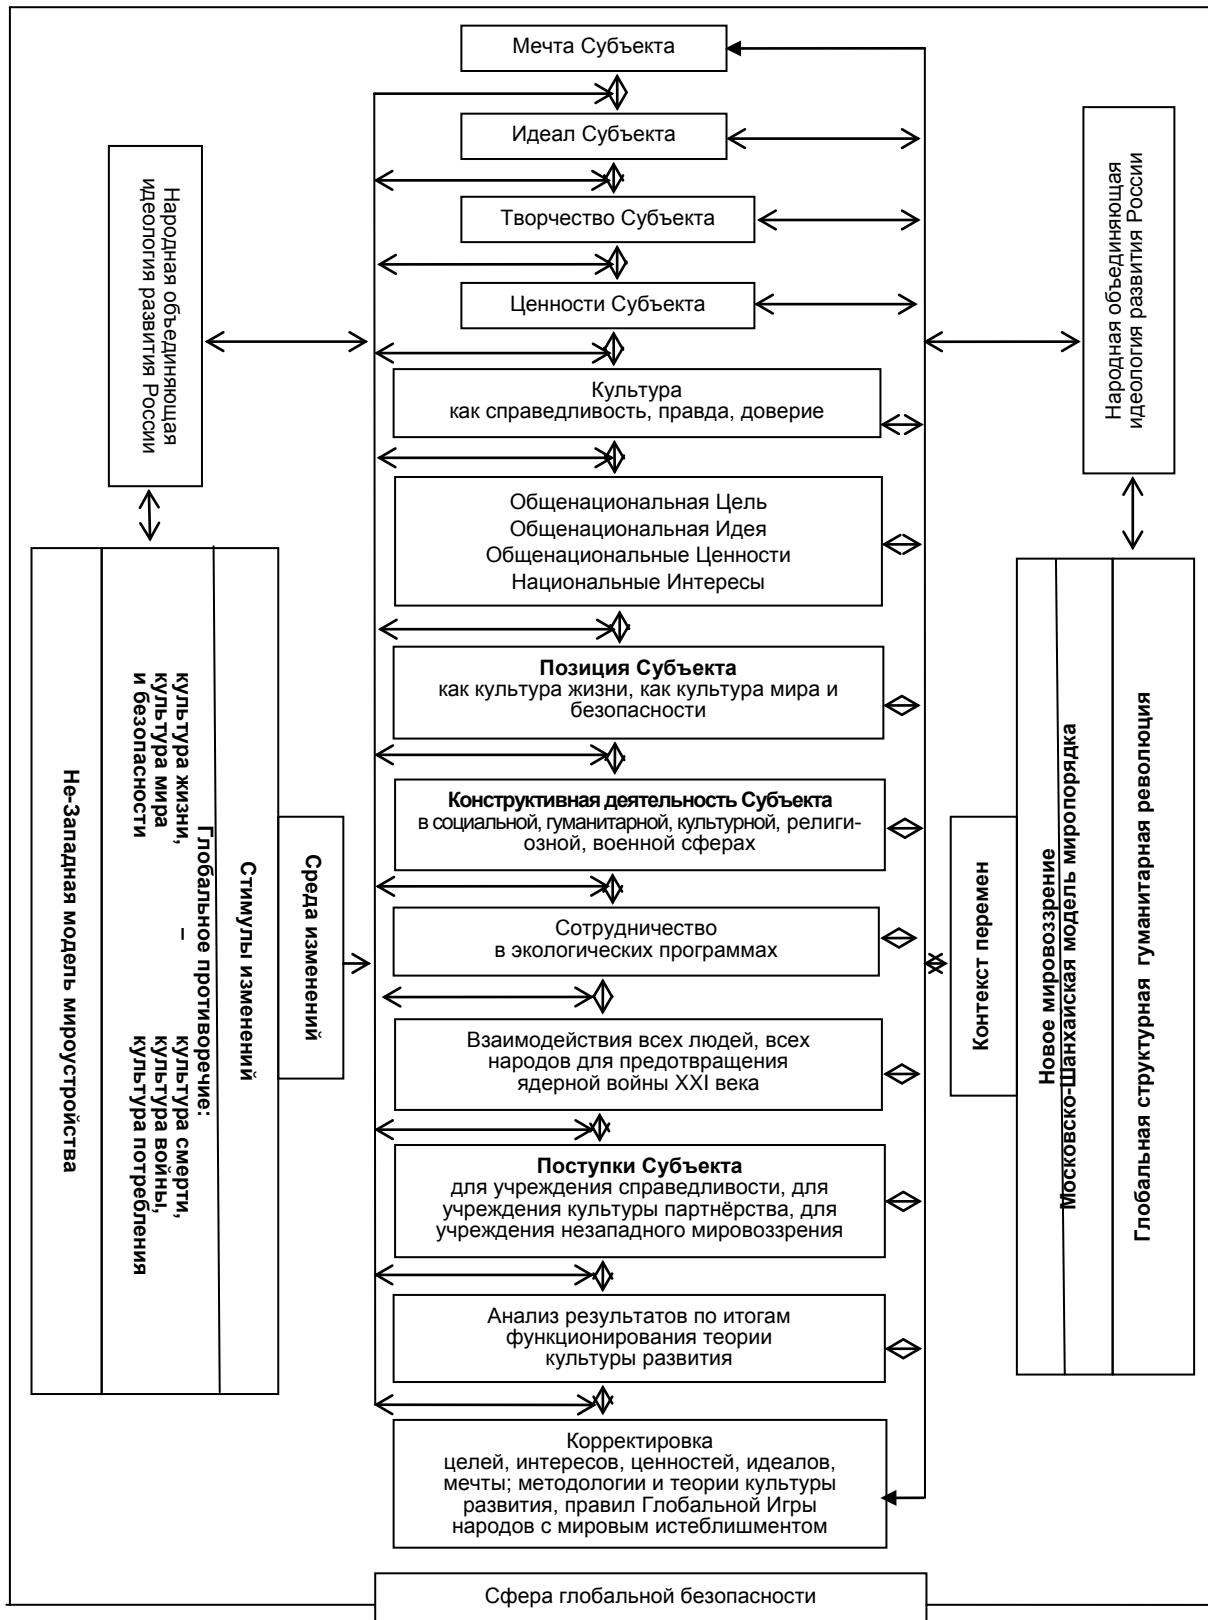 Мечта Субъекта
Идеал Субъекта
Творчество Субъекта
Ценности Субъекта
Культура
как справедливость, правда, доверие
Общенациональная Цель
Общенациональная Идея
Общенациональные Ценности
Национальные Интересы
Позиция Субъекта
как культура жизни, как культура мира и
безопасности
Конструктивная деятельность Субъекта
в социальной, гуманитарной, культурной, религи-
озной, военной сферах
Сотрудничество
в экологических программах
Взаимодействия всех людей, всех
народов для предотвращения
ядерной войны XXI века
Поступки Субъекта
для учреждения справедливости, для
учреждения культуры партнёрства, для
учреждения незападного мировоззрения
Анализ результатов по итогам
функционирования теории
культуры развития
Корректировка
целей, интересов, ценностей, идеалов,
мечты; методологии и теории культуры
развития, правил Глобальной Игры
народов с мировым истеблишментом
Сфера глобальной безопасности
Народная объединяющая
идеология развития России
Среда изменений
Стимулы изменений
Глобальное противоречие:
культура жизни, – культура смерти,
культура мира культура войны,
и безопасности культура потребления
Не-Западная модель мироустройства
Народная объединяющая
идеология развития России
Контекст перемен
Новое мировоззрение
Московско-Шанхайская модель миропорядка
Глобальная структурная гуманитарная революция